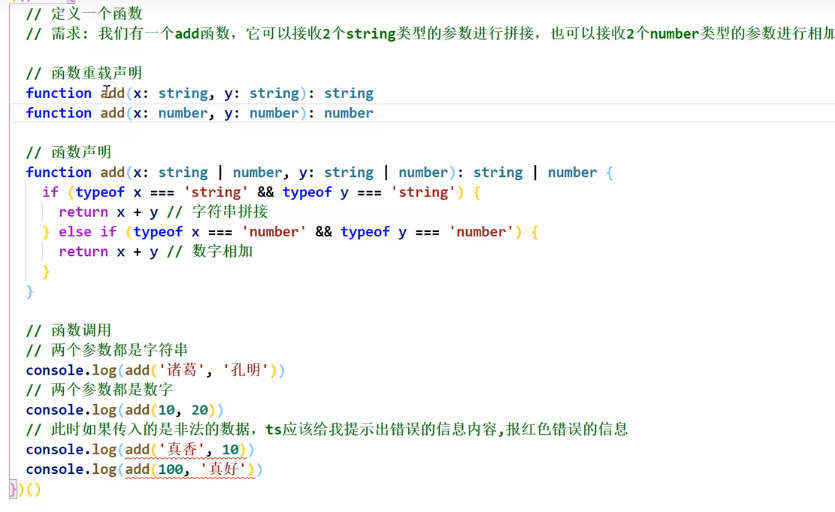 // 定义一个函数
// 需求: 我们有一个add函数，它可以接收2个string类型的参数进行拼接，也可以接收2个number类型的参数进行相加
// 函数重载声明
function add(x: string, y: string): string
function add(x: number, y: number): number
// 函数声明
function add(x: string | number, y: string | number): string | number {
if (typeof x === 'string' && typeof y === 'string') {
return x + y // 字符串拼接
} else if (typeof x === 'number' && typeof y === 'number') {
return x + y // 数字相加
}
}
// 函数调用
// 两个参数都是字符串
console.log(add('诸葛', '孔明'))
// 两个参数都是数字
console.log(add(10, 20))
// 此时如果传入的是非法的数据，ts应该给我提示出错误的信息内容,报红色错误的信息
console.log(add('真香', 10))
console.log(add(100, '真好'))
})()